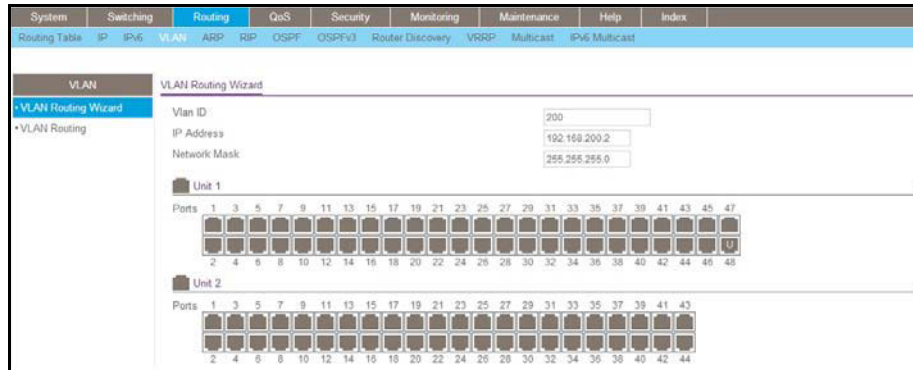 System Switching Routing QoS Security Monitoring Maintenance Help Index
Routing Table IP IPv6 VLAN ARP RIP OSPF OSPFv3 Router Discovery VRRP Multicast IPv6 Multicast
VLAN
• VLAN Routing Wizard
• VLAN Routing
VLAN Routing Wizard
Vlan ID 200
IP Address 192.168.200.2
Network Mask 255.255.255.0
Unit 1
Ports 1 3 5 7 9 11 13 15 17 19 21 23 25 27 29 31 33 35 37 39 41 43 45 47
U
2 4 6 8 10 12 14 16 18 20 22 24 26 28 30 32 34 36 38 40 42 44 46 48
Unit 2
Ports 1 3 5 7 9 11 13 15 17 19 21 23 25 27 29 31 33 35 37 39 41 43
2 4 6 8 10 12 14 16 18 20 22 24 26 28 30 32 34 36 38 40 42 44